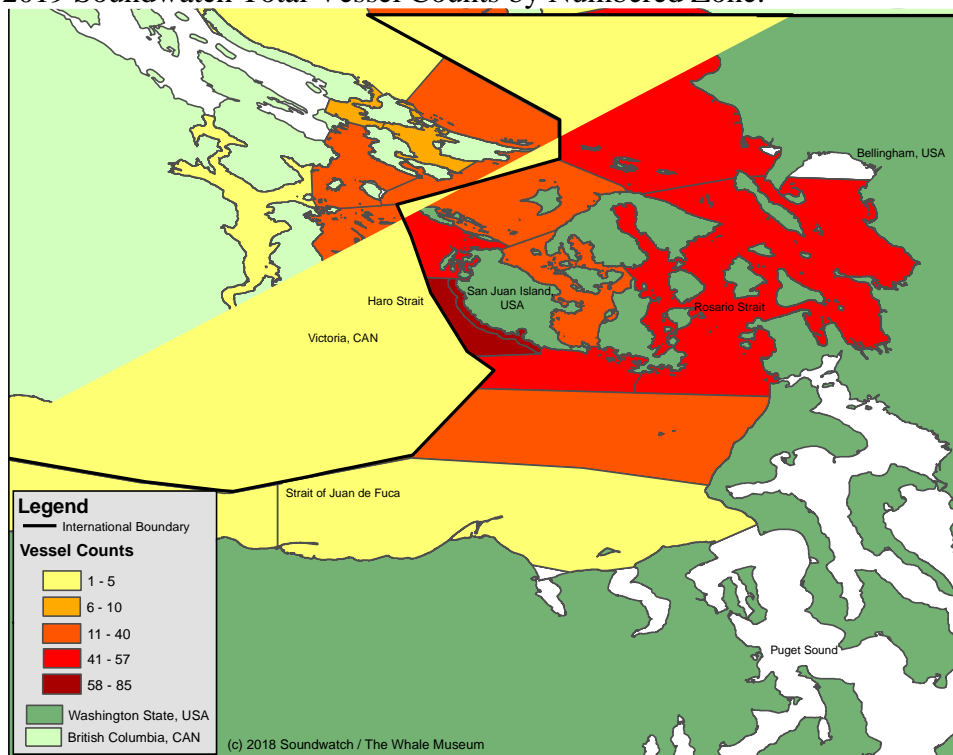 2019 Soundwatch Total Vessel Counts by Numbered Zone.
Bellingham, USA
San Juan Island,
USA
Haro Strait
Rosario Strait
Victoria, CAN
Strait of Juan de Fuca
Legend
International Boundary
Vessel Counts
1 - 5
6 - 10
11 - 40
41 - 57
58 - 85
Washington State, USA
British Columbia, CAN
Puget Sound
(c) 2018 Soundwatch / The Whale Museum